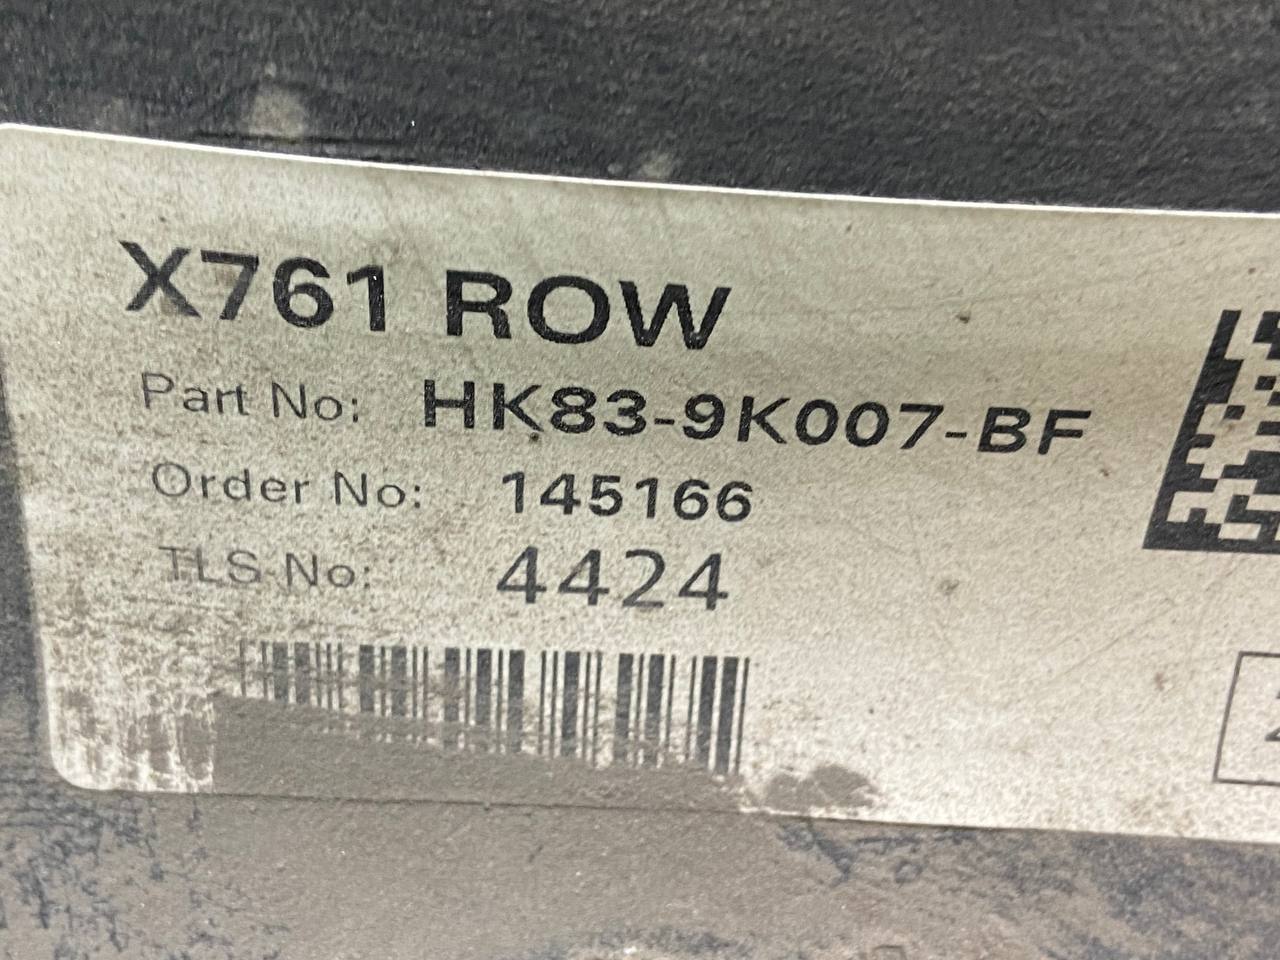 X761 ROW
Part No: HK83-9K007-BF
Order No: 145166
TLS No: 4424